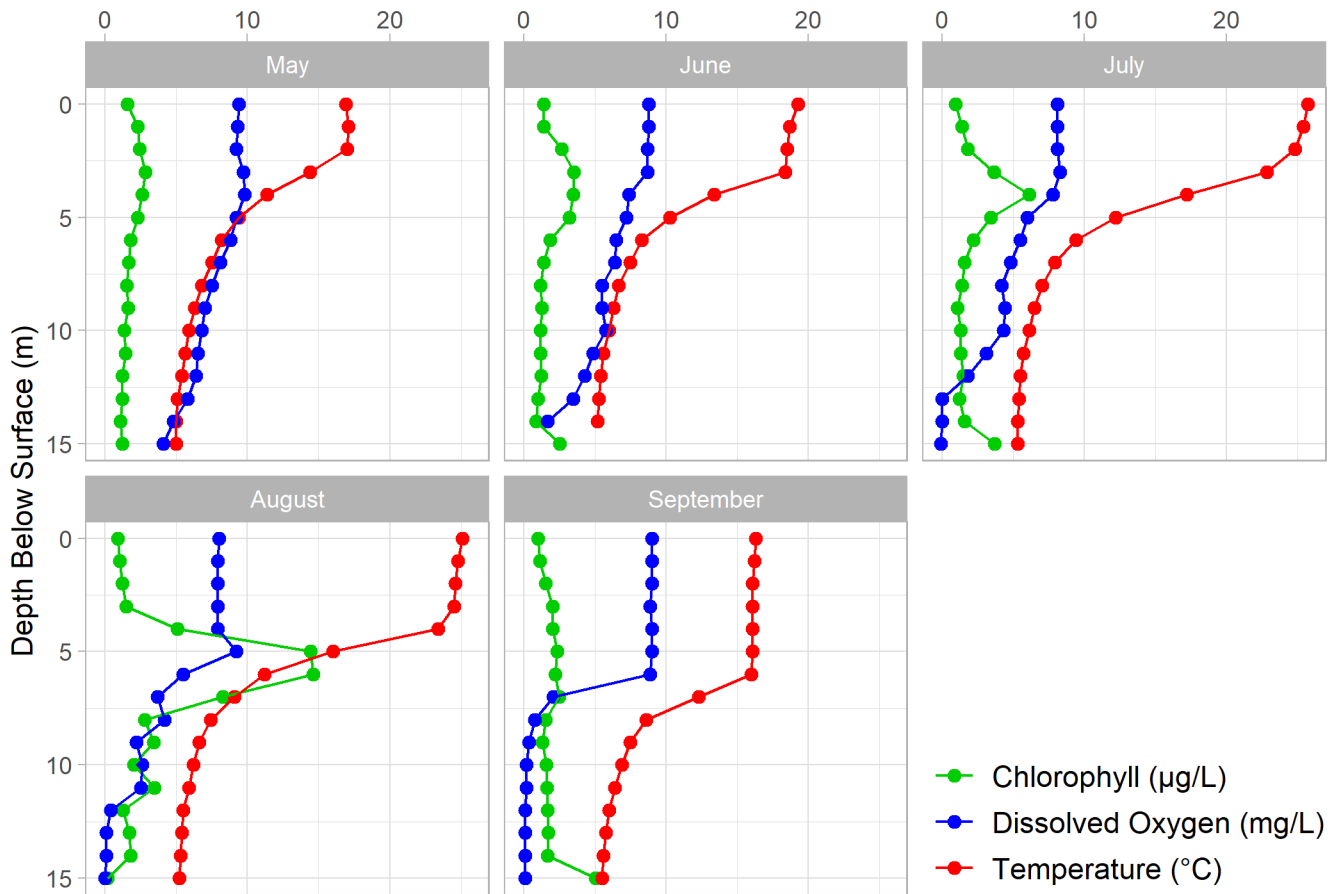 0 10 20 0 10 20 0 10 20
May June July
0
5
10
15
August September
0
5
10
15
Depth Below Surface (m)
Chlorophyll (µg/L)
Dissolved Oxygen (mg/L)
Temperature (°C)